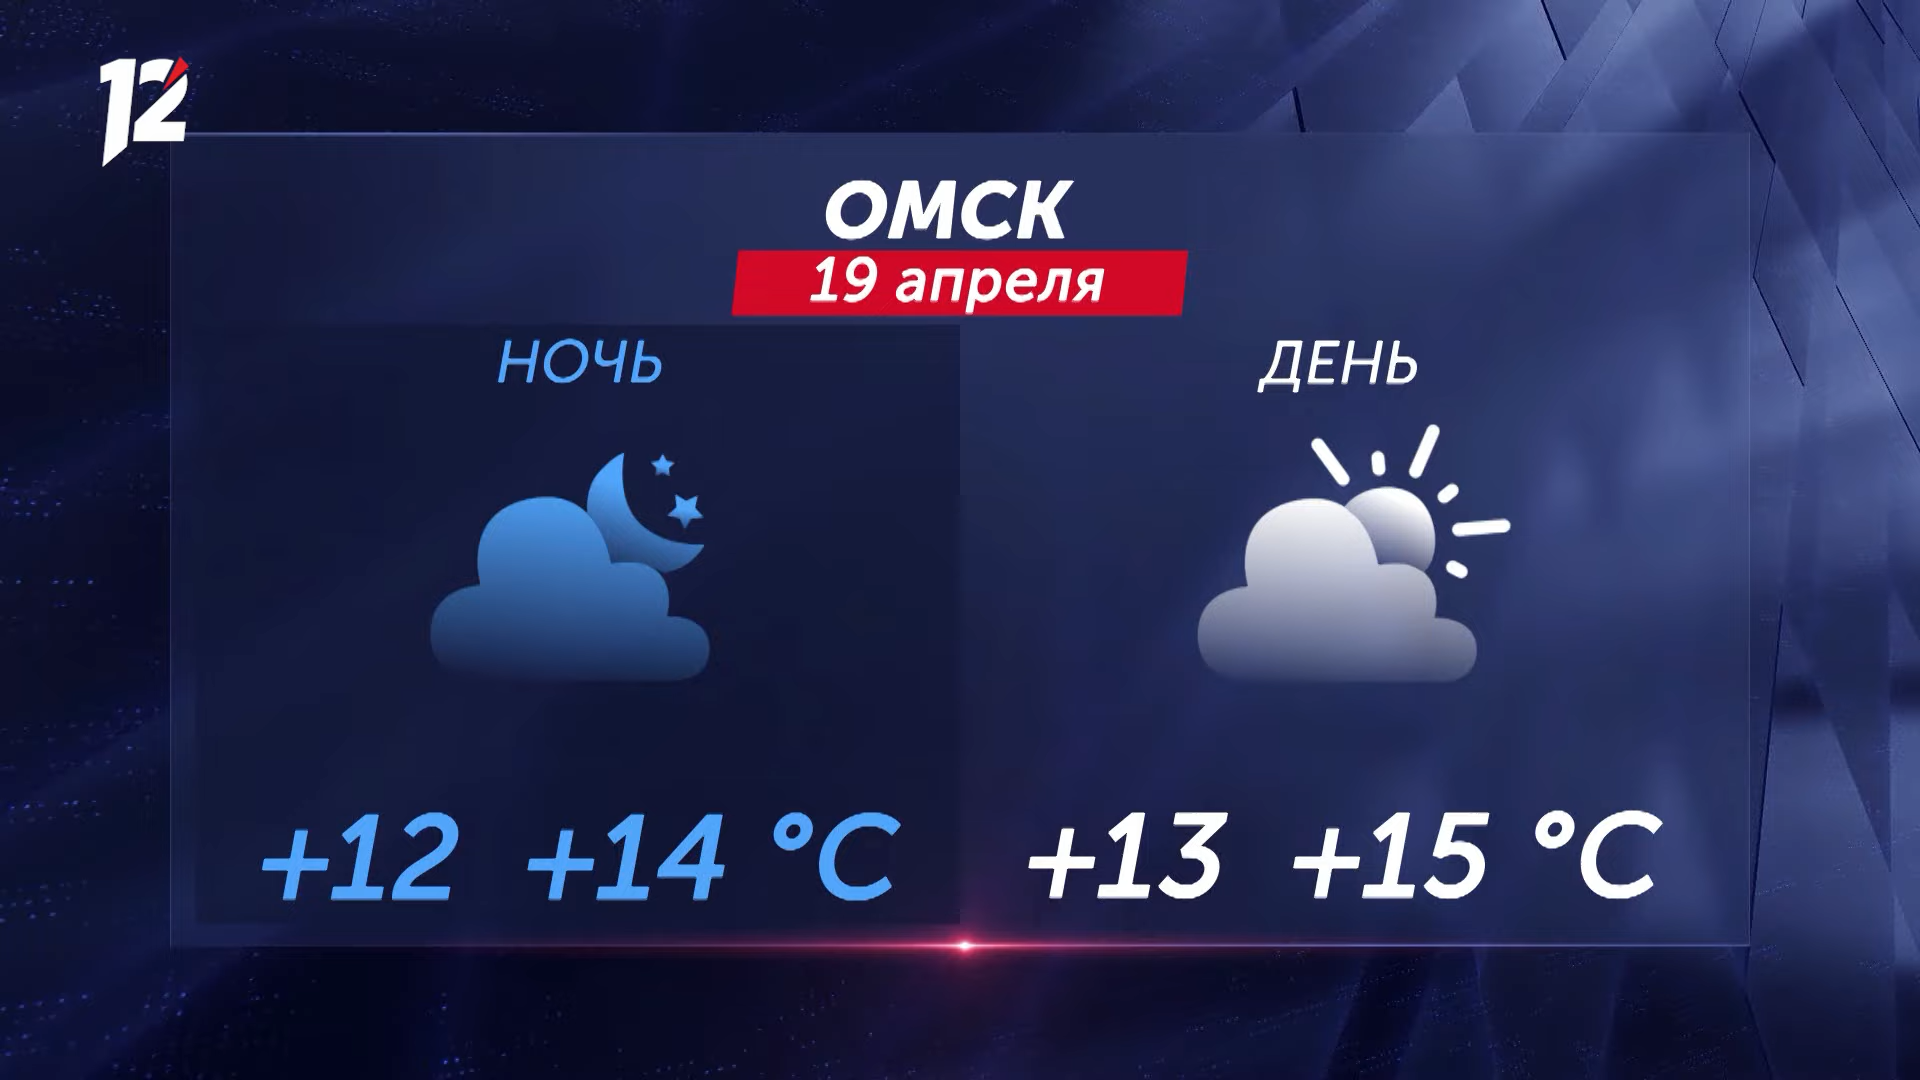 12
ОМСК
19 апреля
НОЧЬ
ДЕНЬ
+12 +14 °C
+13 +15 °C